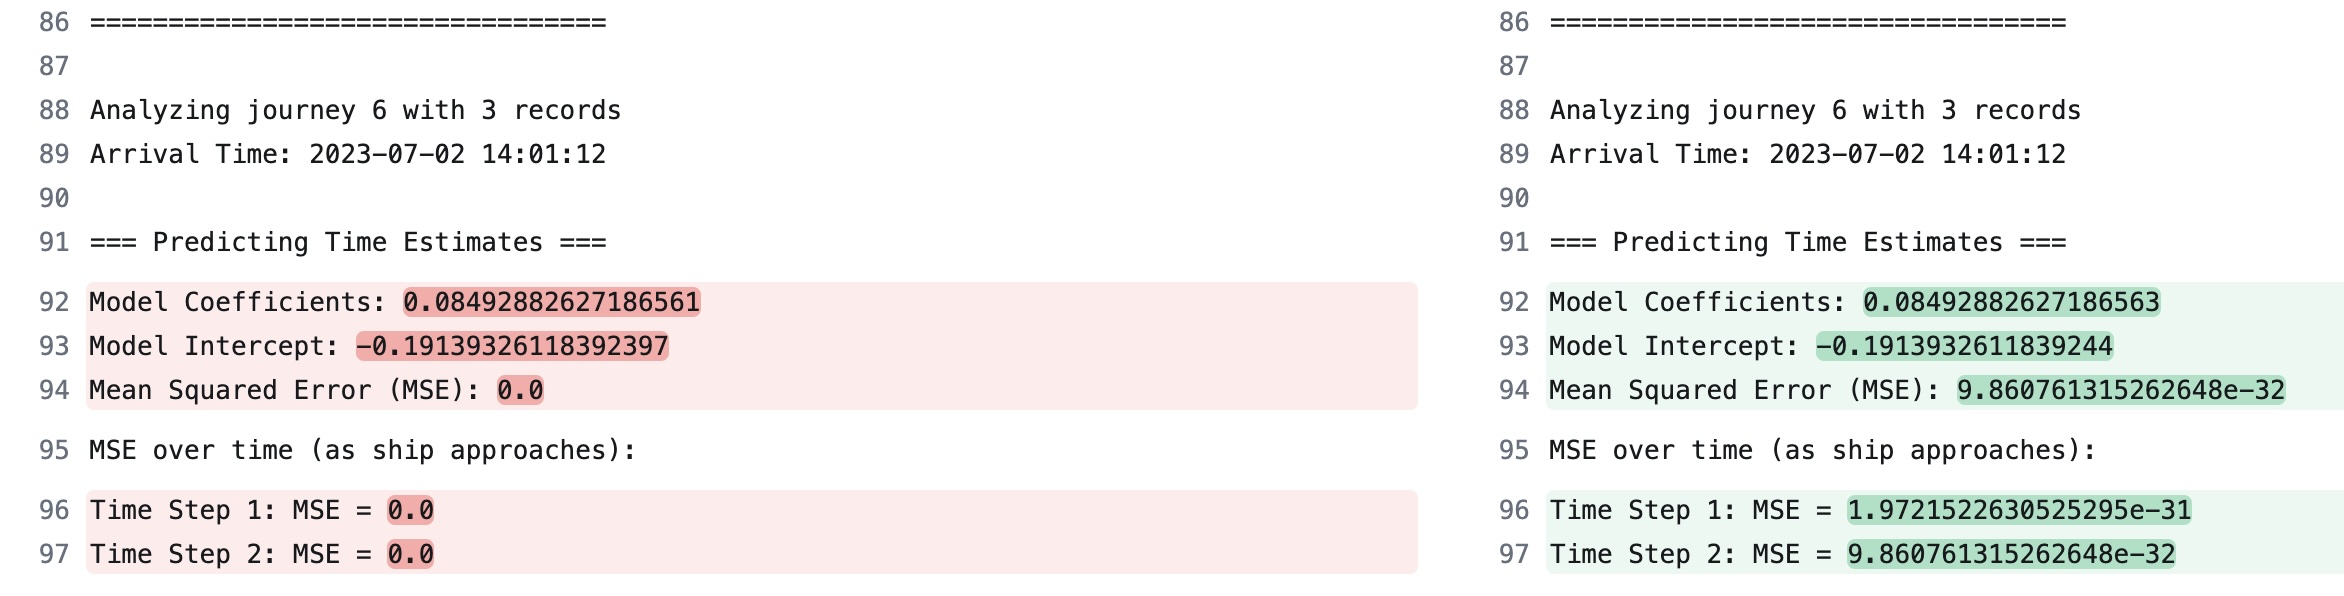 86 =================================
87
88 Analyzing journey 6 with 3 records
89 Arrival Time: 2023-07-02 14:01:12
90
91 === Predicting Time Estimates ===
92 Model Coefficients: 0.08492882627186561
93 Model Intercept: -0.19139326118392397
94 Mean Squared Error (MSE): 0.0
95 MSE over time (as ship approaches):
96 Time Step 1: MSE = 0.0
97 Time Step 2: MSE = 0.0
86 =================================
87
88 Analyzing journey 6 with 3 records
89 Arrival Time: 2023-07-02 14:01:12
90
91 === Predicting Time Estimates ===
92 Model Coefficients: 0.08492882627186563
93 Model Intercept: -0.1913932611839244
94 Mean Squared Error (MSE): 9.860761315262648e-32
95 MSE over time (as ship approaches):
96 Time Step 1: MSE = 1.9721522630525295e-31
97 Time Step 2: MSE = 9.860761315262648e-32